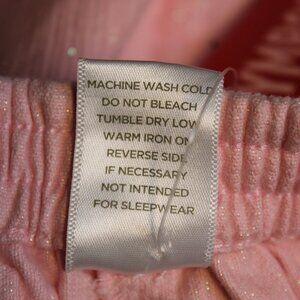 MACHINE WASH COLD
DO NOT BLEACH
TUMBLE DRY LOW
WARM IRON ON
REVERSE SIDE
IF NECESSARY
NOT INTENDED
FOR SLEEPWEAR